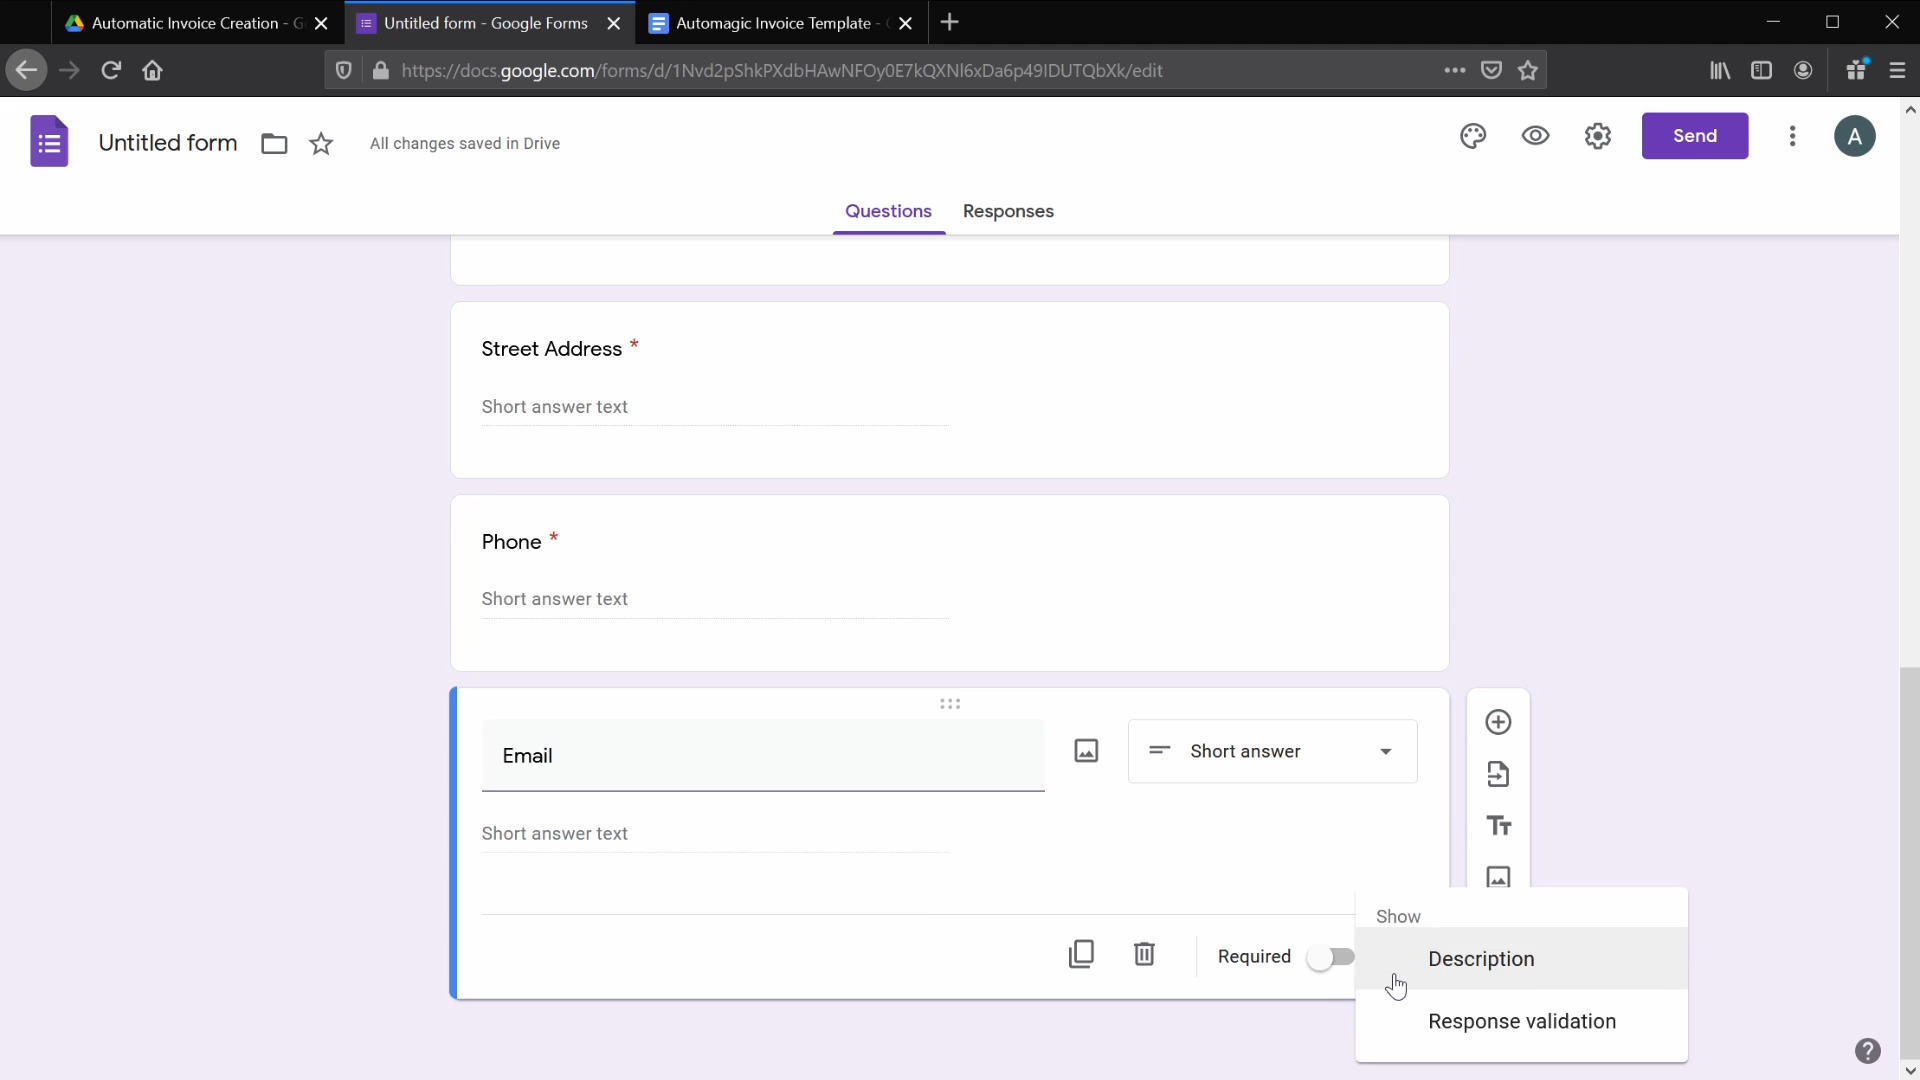 Automatic Invoice Creation - G
Untitled form - Google Forms
Automagic Invoice Template -
https://docs.google.com/forms/d/1Nvd2pShkPXdbHAwNFOy0E7kQXNl6xDa6p49IDUTQbXk/edit
Untitled form
All changes saved in Drive
Send
A
Questions
Responses
Street Address *
Short answer text
Phone *
Short answer text
Email
Short answer
Short answer text
Tт
Required
Show
Description
Response validation
?